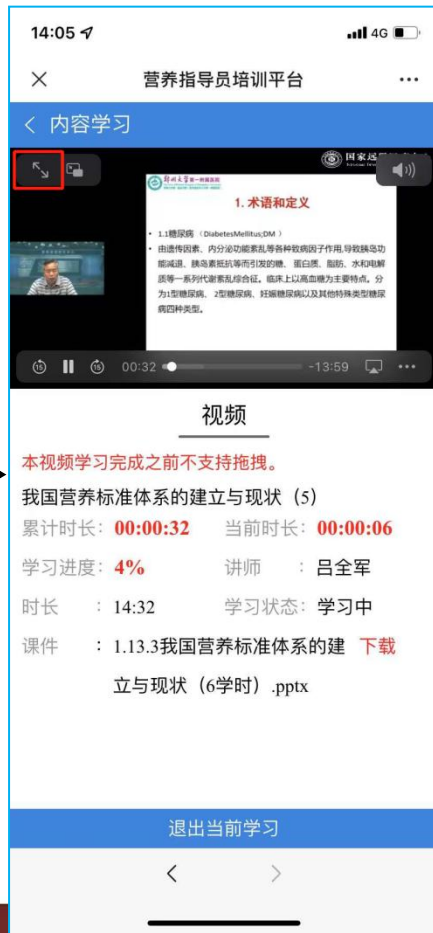 14:05
4G
营养指导员培训平台
内容学习
国家远
郑州大学第一附属医院
1. 术语和定义
• 1.1糖尿病 （DiabetesMellitus;DM ）
• 由遗传因素、内分泌功能紊乱等各种致病因子作用,导致胰岛功
能减退、胰岛素抵抗等而引发的糖、 蛋白质、脂肪、水和电解
质等一系列代谢紊乱综合征。临床上以高血糖为主要特点。分
为1型糖尿病、 2型糖尿病、妊娠糖尿病以及其他特殊类型糖尿
病四种类型。
15
15
00:32
-13:59
视频
本视频学习完成之前不支持拖拽。
我国营养标准体系的建立与现状（5）
累计时长: 00:00:32 当前时长: 00:00:06
学习进度: 4% 讲师 : 吕全军
时长 : 14:32 学习状态: 学习中
课件 : 1.13.3我国营养标准体系的建 下载
立与现状（6学时）.pptx
退出当前学习